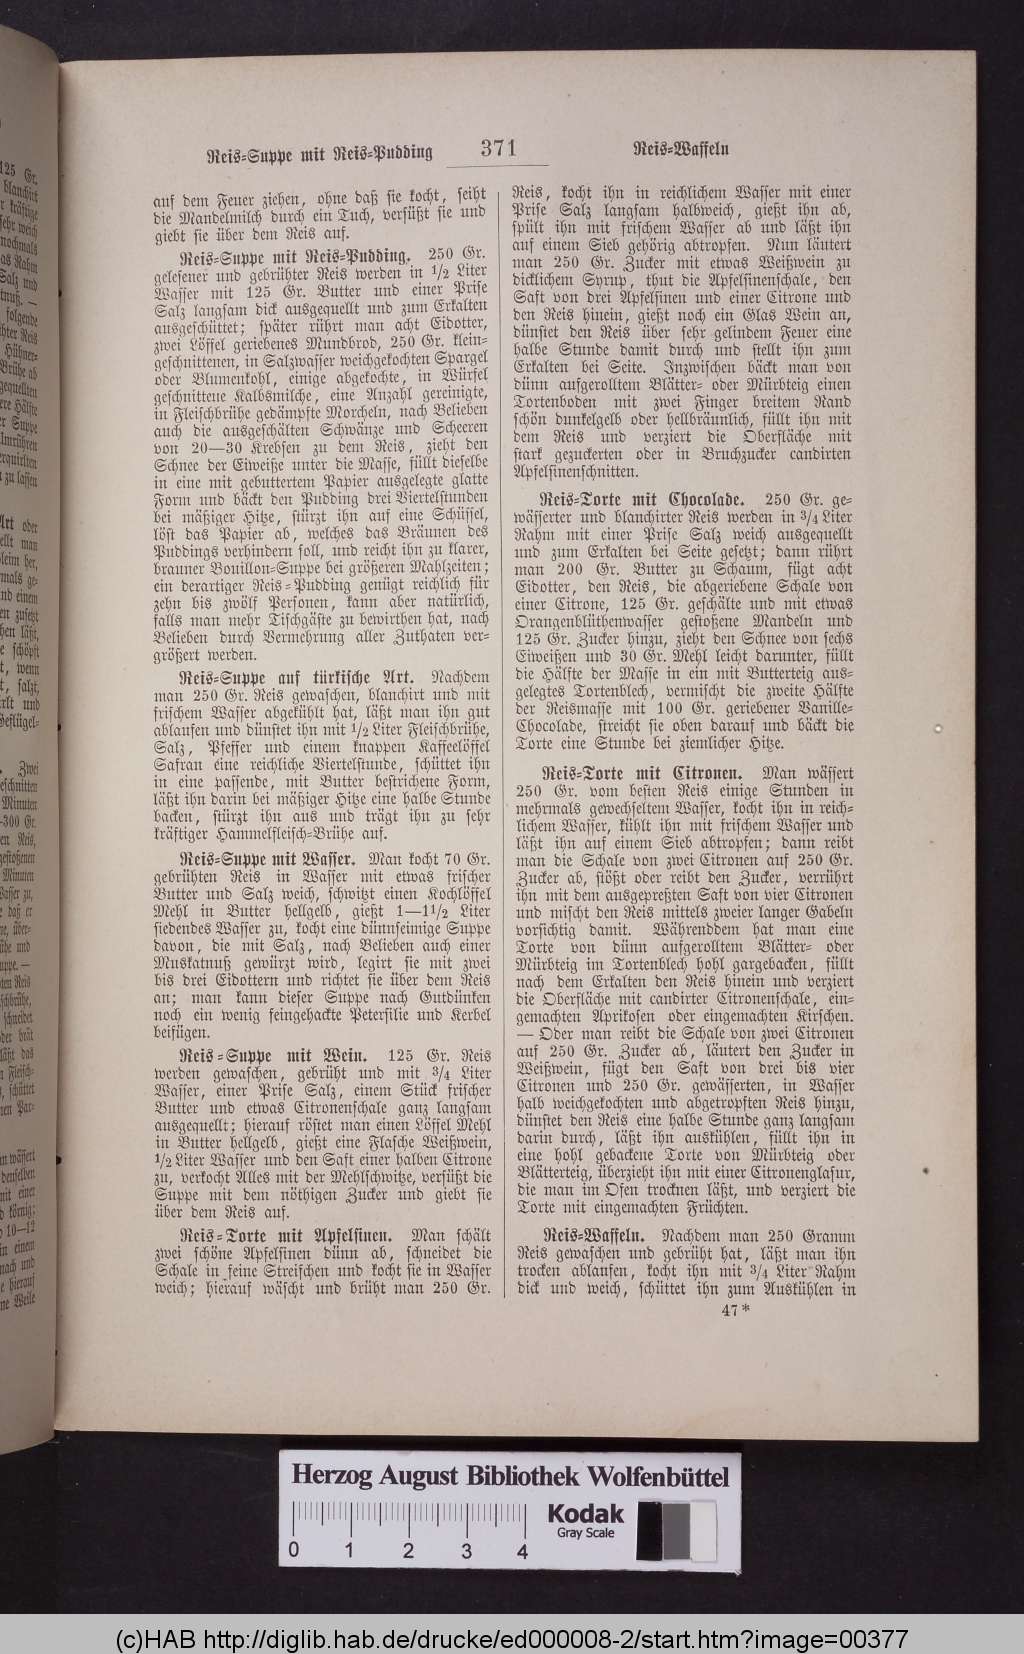 Reis-Suppe mit Reis-Pudding
371
Reis-Waffeln
auf dem Feuer ziehen, ohne daß sie kocht, seiht
die Mandelmilch durch ein Tuch, versüßt sie und
giebt sie über dem Reis auf.
Reis-Suppe mit Reis-Pudding. 250 Gr.
gelesener und gebrühter Reis werden in 1/2 Liter
Wasser mit 125 Gr. Butter und einer Prise
Salz langsam dick ausgequellt und zum Erkalten
ausgeschüttet; später rührt man acht Eidotter,
zwei Löffel geriebenes Mundbrod, 250 Gr. klein-
geschnittenen, in Salzwasser weichgekochten Spargel
oder Blumenkohl, einige abgekochte, in Würfel
geschnittene Kalbsmilche, eine Anzahl gereinigte,
in Fleischbrühe gedämpfte Morcheln, nach Belieben
auch die ausgeschälten Schwänze und Scheeren
von 20—30 Krebsen zu dem Reis, zieht den
Schnee der Eiweiße unter die Masse, füllt dieselbe
in eine mit gebuttertem Papier ausgelegte glatte
Form und bäckt den Pudding drei Viertelstunden
bei mäßiger Hitze, stürzt ihn auf eine Schüssel,
löst das Papier ab, welches das Bräunen des
Puddings verhindern soll, und reicht ihn zu klarer,
brauner Bouillon-Suppe bei größeren Mahlzeiten;
ein derartiger Reis-Pudding genügt reichlich für
zehn bis zwölf Personen, kann aber natürlich,
falls man mehr Tischgäste zu bewirthen hat, nach
Belieben durch Vermehrung aller Zuthaten ver-
größert werden.
Reis-Suppe auf türkische Art. Nachdem
man 250 Gr. Reis gewaschen, blanchirt und mit
frischem Wasser abgekühlt hat, läßt man ihn gut
ablaufen und dünstet ihn mit 1/2 Liter Fleischbrühe,
Salz, Pfeffer und einem knappen Kaffeelöffel
Safran eine reichliche Viertelstunde, schüttet ihn
in eine passende, mit Butter bestrichene Form,
läßt ihn darin bei mäßiger Hitze eine halbe Stunde
backen, stürzt ihn aus und trägt ihn zu sehr
kräftiger Hammelfleisch-Brühe auf.
Reis-Suppe mit Wasser. Man kocht 70 Gr.
gebrühten Reis in Wasser mit etwas frischer
Butter und Salz weich, schwitzt einen Kochlöffel
Mehl in Butter hellgelb, gießt 1—1 1/2 Liter
siedendes Wasser zu, kocht eine dünnseimige Suppe
davon, die mit Salz, nach Belieben auch einer
Muskatnuß gewürzt wird, legirt sie mit zwei
bis drei Eidottern und richtet sie über dem Reis
an; man kann dieser Suppe nach Gutdünken
noch ein wenig feingehackte Petersilie und Kerbel
beifügen.
Reis-Suppe mit Wein. 125 Gr. Reis
werden gewaschen, gebrüht und mit 3/4 Liter
Wasser, einer Prise Salz, einem Stück frischer
Butter und etwas Citronenschale ganz langsam
ausgequellt; hierauf röstet man einen Löffel Mehl
in Butter hellgelb, gießt eine Flasche Weißwein,
1/2 Liter Wasser und den Saft einer halben Citrone
zu, verkocht Alles mit der Mehlschwitze, versüßt die
Suppe mit dem nöthigen Zucker und giebt sie
über dem Reis auf.
Reis-Torte mit Apfelsinen. Man schält
zwei schöne Apfelsinen dünn ab, schneidet die
Schale in feine Streifchen und kocht sie in Wasser
weich; hierauf wäscht und brüht man 250 Gr.
Reis, kocht ihn in reichlichem Wasser mit einer
Prise Salz langsam halbweich, gießt ihn ab,
spült ihn mit frischem Wasser ab und läßt ihn
auf einem Sieb gehörig abtropfen. Nun läutert
man 250 Gr. Zucker mit etwas Weißwein zu
dicklichem Syrup, thut die Apfelsinenschale, den
Saft von drei Apfelsinen und einer Citrone und
den Reis hinein, gießt noch ein Glas Wein an,
dünstet den Reis über sehr gelindem Feuer eine
halbe Stunde damit durch und stellt ihn zum
Erkalten bei Seite. Inzwischen bäckt man von
dünn aufgerolltem Blätter- oder Mürbteig einen
Tortenboden mit zwei Finger breitem Rand
schön dunkelgelb oder hellbräunlich, füllt ihn mit
dem Reis und verziert die Oberfläche mit
stark gezuckerten oder in Bruchzucker candirten
Apfelsinenschnitten.
Reis-Torte mit Chocolade. 250 Gr. ge-
wässerter und blanchirter Reis werden in 3/4 Liter
Rahm mit einer Prise Salz weich ausgequellt
und zum Erkalten bei Seite gesetzt; dann rührt
man 200 Gr. Butter zu Schaum, fügt acht
Eidotter, den Reis, die abgeriebene Schale von
einer Citrone, 125 Gr. geschälte und mit etwas
Orangenblüthenwasser gestoßene Mandeln und
125 Gr. Zucker hinzu, zieht den Schnee von sechs
Eiweißen und 30 Gr. Mehl leicht darunter, füllt
die Hälfte der Masse in ein mit Butterteig aus-
gelegtes Tortenblech, vermischt die zweite Hälfte
der Reismasse mit 100 Gr. geriebener Vanille-
Chocolade, streicht sie oben darauf und bäckt die
Torte eine Stunde bei ziemlicher Hitze.
Reis-Torte mit Citronen. Man wässert
250 Gr. vom besten Reis einige Stunden in
mehrmals gewechseltem Wasser, kocht ihn in reich-
lichem Wasser, kühlt ihn mit frischem Wasser und
läßt ihn auf einem Sieb abtropfen; dann reibt
man die Schale von zwei Citronen auf 250 Gr.
Zucker ab, stößt oder reibt den Zucker, verrührt
ihn mit dem ausgepreßten Saft von vier Citronen
und mischt den Reis mittels zweier langer Gabeln
vorsichtig damit. Währenddem hat man eine
Torte von dünn aufgerolltem Blätter- oder
Mürbteig im Tortenblech hohl gargebacken, füllt
nach dem Erkalten den Reis hinein und verziert
die Oberfläche mit candirter Citronenschale, ein-
gemachten Aprikosen oder eingemachten Kirschen.
— Oder man reibt die Schale von zwei Citronen
auf 250 Gr. Zucker ab, läutert den Zucker in
Weißwein, fügt den Saft von drei bis vier
Citronen und 250 Gr. gewässerten, in Wasser
halb weichgekochten und abgetropften Reis hinzu,
dünstet den Reis eine halbe Stunde ganz langsam
darin durch, läßt ihn auskühlen, füllt ihn in
eine hohl gebackene Torte von Mürbteig oder
Blätterteig, überzieht ihn mit einer Citronenglasur,
die man im Ofen trocknen läßt, und verziert die
Torte mit eingemachten Früchten.
Reis-Waffeln. Nachdem man 250 Gramm
Reis gewaschen und gebrüht hat, läßt man ihn
trocken ablaufen, kocht ihn mit 3/4 Liter Rahm
dick und weich, schüttet ihn zum Auskühlen in
47*
Herzog August Bibliothek Wolfenbüttel
Kodak
Gray Scale
0 1 2 3 4
(c)HAB http://diglib.hab.de/drucke/ed000008-2/start.htm?image=00377